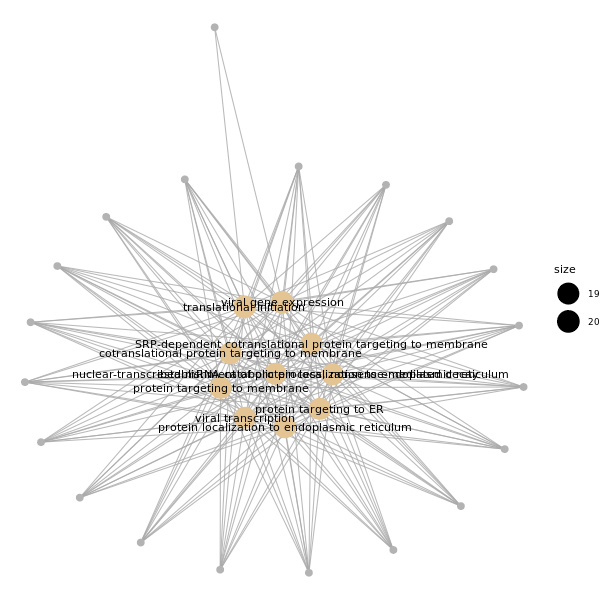 viral gene expression
translational initiation
size
19
20
SRP-dependent cotranslational protein targeting to membrane
cotranslational protein targeting to membrane
nuclear-transcribed mRNA catabolic process, nonsense-mediated decay
establishment of protein localization to endoplasmic reticulum
protein targeting to membrane
protein targeting to ER
viral transcription
protein localization to endoplasmic reticulum